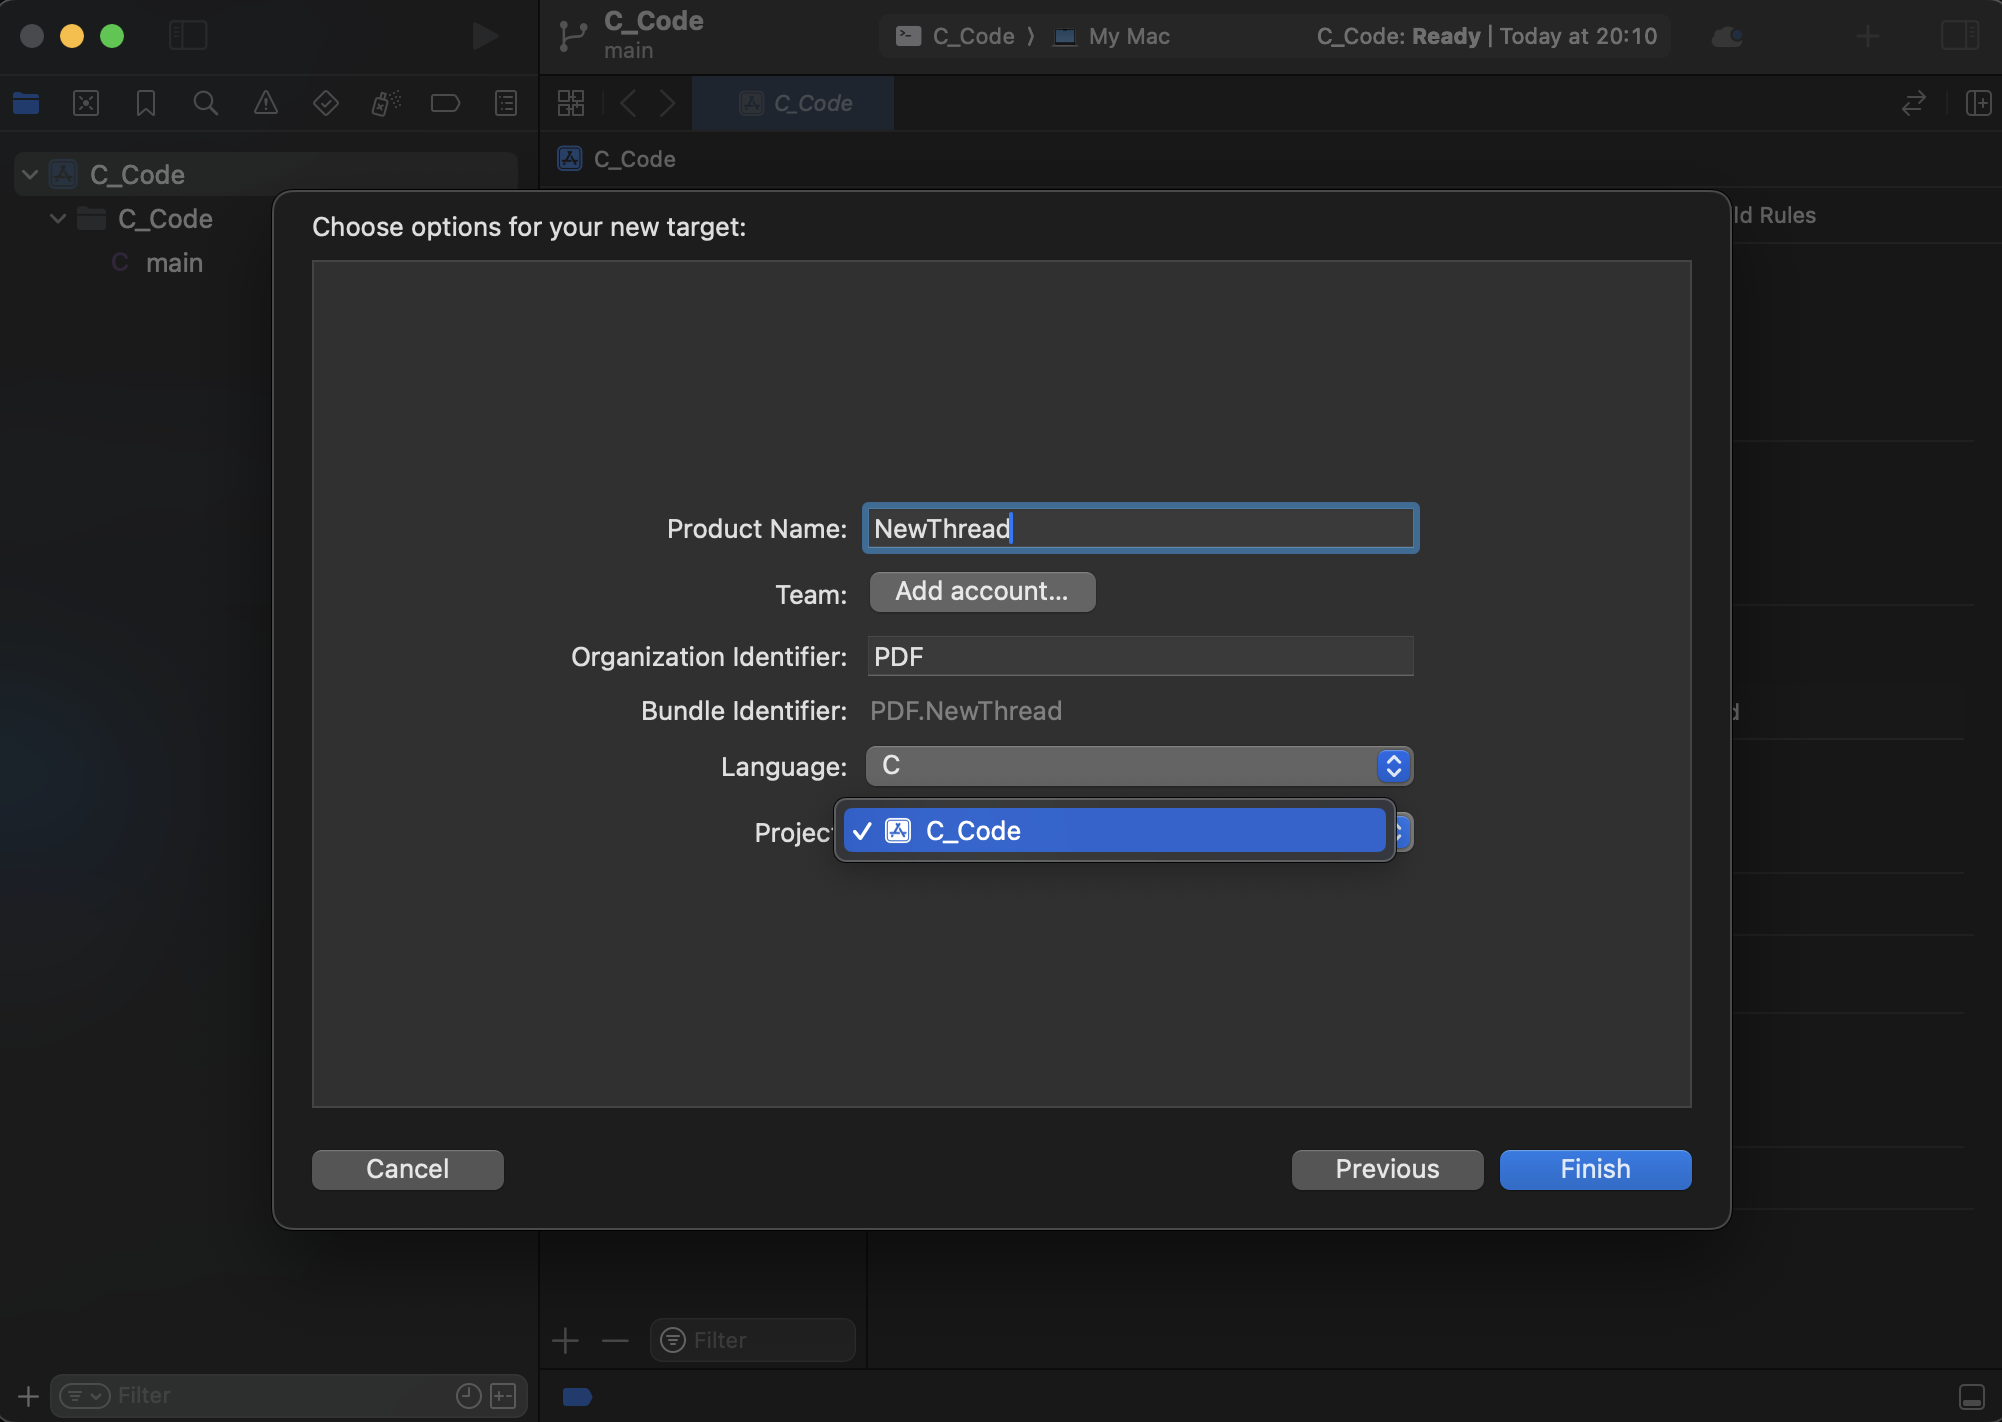 C_Code
main
C_Code
My Mac
C_Code: Ready | Today at 20:10
C_Code
C_Code
C_Code
C_Code
main
ld Rules
Choose options for your new target:
Product Name: NewThread
Team: Add account...
Organization Identifier: PDF
Bundle Identifier: PDF.NewThread
Language: C
Project C_Code
Cancel
Previous
Finish
Filter
Filter